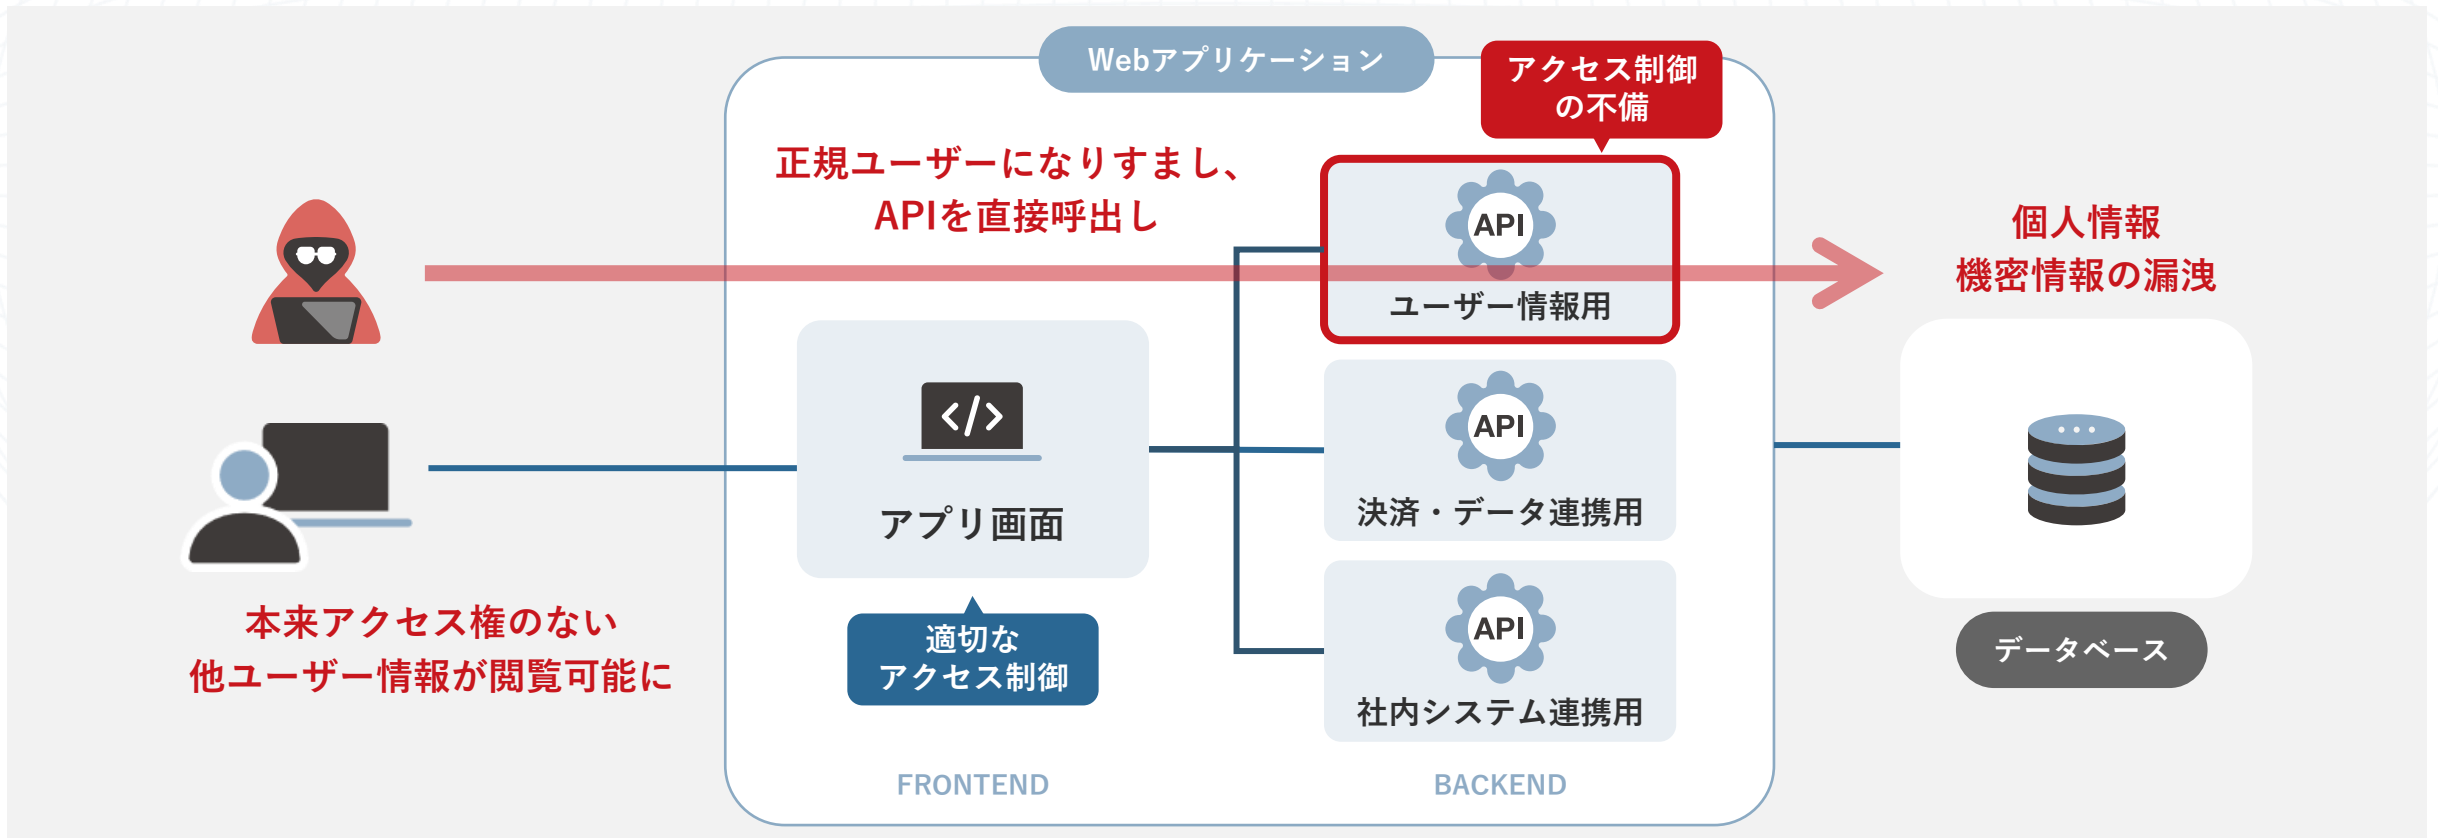 Webアプリケーション
アクセス制御
の不備
正規ユーザーになりすまし、
APIを直接呼出し
API
ユーザー情報用
個人情報
機密情報の漏洩
アプリ画面
API
決済・データ連携用
本来アクセス権のない
他ユーザー情報が閲覧可能に
適切な
アクセス制御
API
社内システム連携用
データベース
FRONTEND
BACKEND